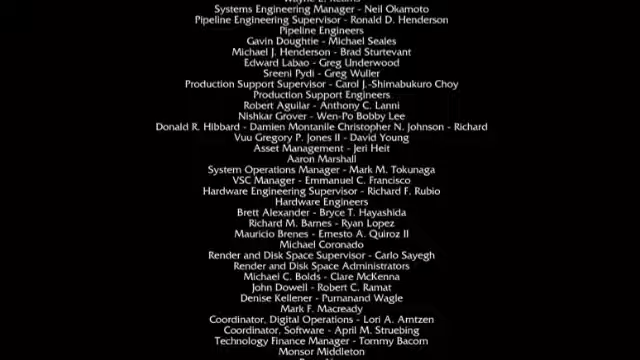 Systems Engineering Manager - Neil Okamoto
Pipeline Engineering Supervisor - Ronald D. Henderson
Pipeline Engineers
Gavin Doughtie - Michael Seales
Michael J. Henderson - Brad Sturtevant
Edward Labao - Greg Underwood
Sreeni Pydi - Greg Wuller
Production Support Supervisor - Carol J.-Shimabukuro Choy
Production Support Engineers
Robert Aguilar - Anthony C. Lanni
Nishkar Grover - Wen-Po Bobby Lee
Donald R. Hibbard - Damien Montanile Christopher N. Johnson - Richard
Vuu Gregory P. Jones II - David Young
Asset Management - Jeri Heit
Aaron Marshall
System Operations Manager - Mark M. Tokunaga
VSC Manager - Emmanuel C. Francisco
Hardware Engineering Supervisor - Richard F. Rubio
Hardware Engineers
Brett Alexander - Bryce T. Hayashida
Richard M. Barnes - Ryan Lopez
Mauricio Brenes - Ernesto A. Quiroz II
Michael Coronado
Render and Disk Space Supervisor - Carlo Sayegh
Render and Disk Space Administrators
Michael C. Bolds - Clare McKenna
John Dowell - Robert C. Ramat
Denise Kellener - Purnanand Wagle
Mark F. Macready
Coordinator, Digital Operations - Lori A. Arntzen
Coordinator, Software - April M. Struebing
Technology Finance Manager - Tommy Bacorn
Monsor Middleton